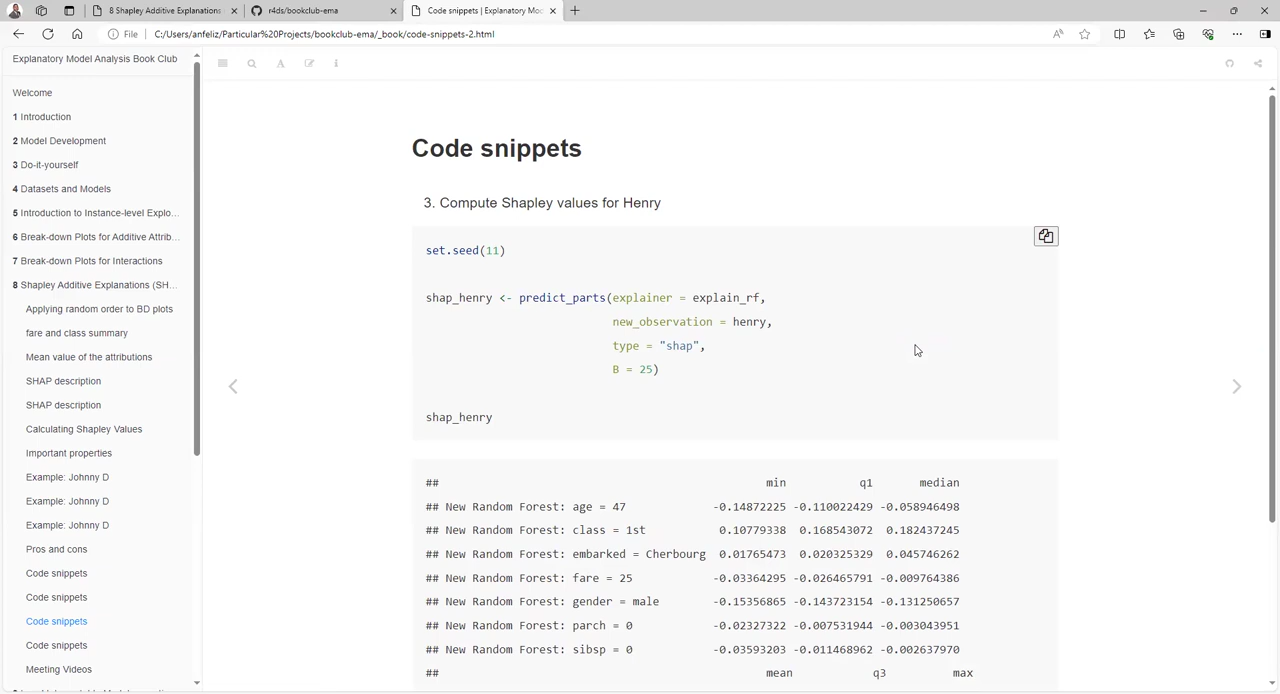 8 Shapley Additive Explanations
r4ds/bookclub-ema
Code snippets | Explanatory Mo
File
C:/Users/anfeliz/Particular%20Projects/bookclub-ema/_book/code-snippets-2.html
Explanatory Model Analysis Book Club
Welcome
1 Introduction
2 Model Development
3 Do-it-yourself
4 Datasets and Models
5 Introduction to Instance-level Explo...
6 Break-down Plots for Additive Attrib...
7 Break-down Plots for Interactions
8 Shapley Additive Explanations (SH...
Applying random order to BD plots
fare and class summary
Mean value of the attributions
SHAP description
SHAP description
Calculating Shapley Values
Important properties
Example: Johnny D
Example: Johnny D
Example: Johnny D
Pros and cons
Code snippets
Code snippets
Code snippets
Code snippets
Meeting Videos
Code snippets
3. Compute Shapley values for Henry
set.seed(11)
shap_henry <- predict_parts(explainer = explain_rf,
new_observation = henry,
type = "shap",
B = 25)
shap_henry
## min q1 median
## New Random Forest: age = 47 -0.14872225 -0.110022429 -0.058946498
## New Random Forest: class = 1st 0.10779338 0.168543072 0.182437245
## New Random Forest: embarked = Cherbourg 0.01765473 0.020325329 0.045746262
## New Random Forest: fare = 25 -0.03364295 -0.026465791 -0.009764386
## New Random Forest: gender = male -0.15356865 -0.143723154 -0.131250657
## New Random Forest: parch = 0 -0.02327322 -0.007531944 -0.003043951
## New Random Forest: sibsp = 0 -0.03593203 -0.011468962 -0.002637970
## mean q3 max